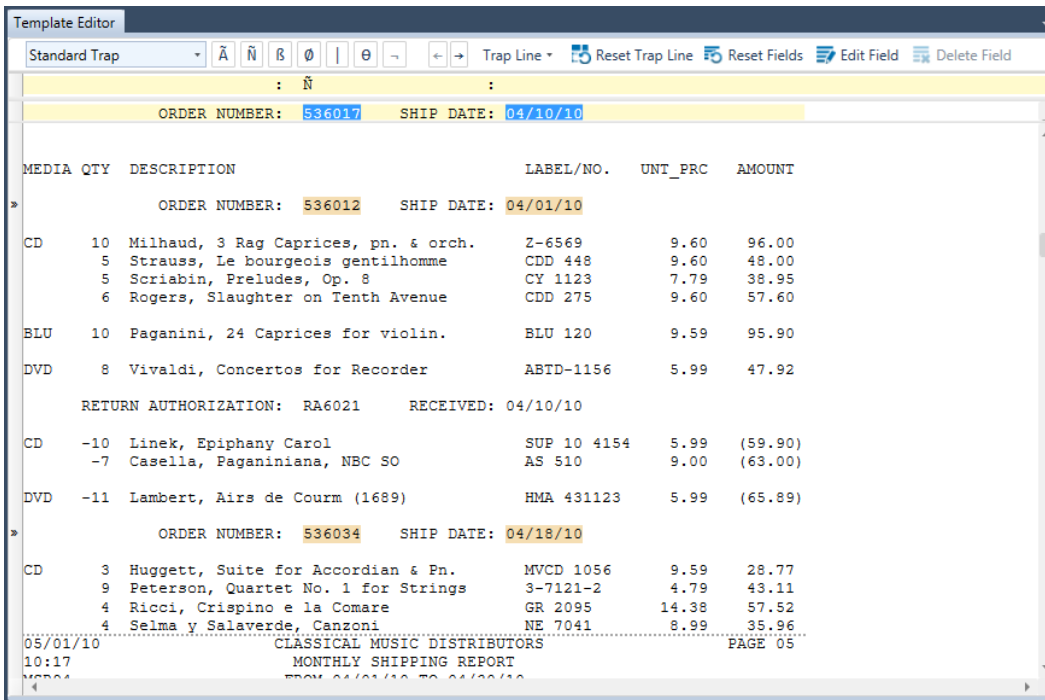 Template Editor
Standard Trap Ã Ñ ß Ø | θ ¬ ← → Trap Line Reset Trap Line Reset Fields Edit Field Delete Field
: Ñ :
ORDER NUMBER: 536017 SHIP DATE: 04/10/10
MEDIA QTY DESCRIPTION LABEL/NO. UNT_PRC AMOUNT
» ORDER NUMBER: 536012 SHIP DATE: 04/01/10
CD 10 Milhaud, 3 Rag Caprices, pn. & orch. Z-6569 9.60 96.00
5 Strauss, Le bourgeois gentilhomme CDD 448 9.60 48.00
5 Scriabin, Preludes, Op. 8 CY 1123 7.79 38.95
6 Rogers, Slaughter on Tenth Avenue CDD 275 9.60 57.60
BLU 10 Paganini, 24 Caprices for violin. BLU 120 9.59 95.90
DVD 8 Vivaldi, Concertos for Recorder ABTD-1156 5.99 47.92
RETURN AUTHORIZATION: RA6021 RECEIVED: 04/10/10
CD -10 Linek, Epiphany Carol SUP 10 4154 5.99 (59.90)
-7 Casella, Paganiniana, NBC SO AS 510 9.00 (63.00)
DVD -11 Lambert, Airs de Courm (1689) HMA 431123 5.99 (65.89)
» ORDER NUMBER: 536034 SHIP DATE: 04/18/10
CD 3 Huggett, Suite for Accordian & Pn. MVCD 1056 9.59 28.77
9 Peterson, Quartet No. 1 for Strings 3-7121-2 4.79 43.11
4 Ricci, Crispino e la Comare GR 2095 14.38 57.52
4 Selma y Salaverde, Canzoni NE 7041 8.99 35.96
05/01/10 CLASSICAL MUSIC DISTRIBUTORS PAGE 05
10:17 MONTHLY SHIPPING REPORT
FROM 04/01/10 TO 04/30/10